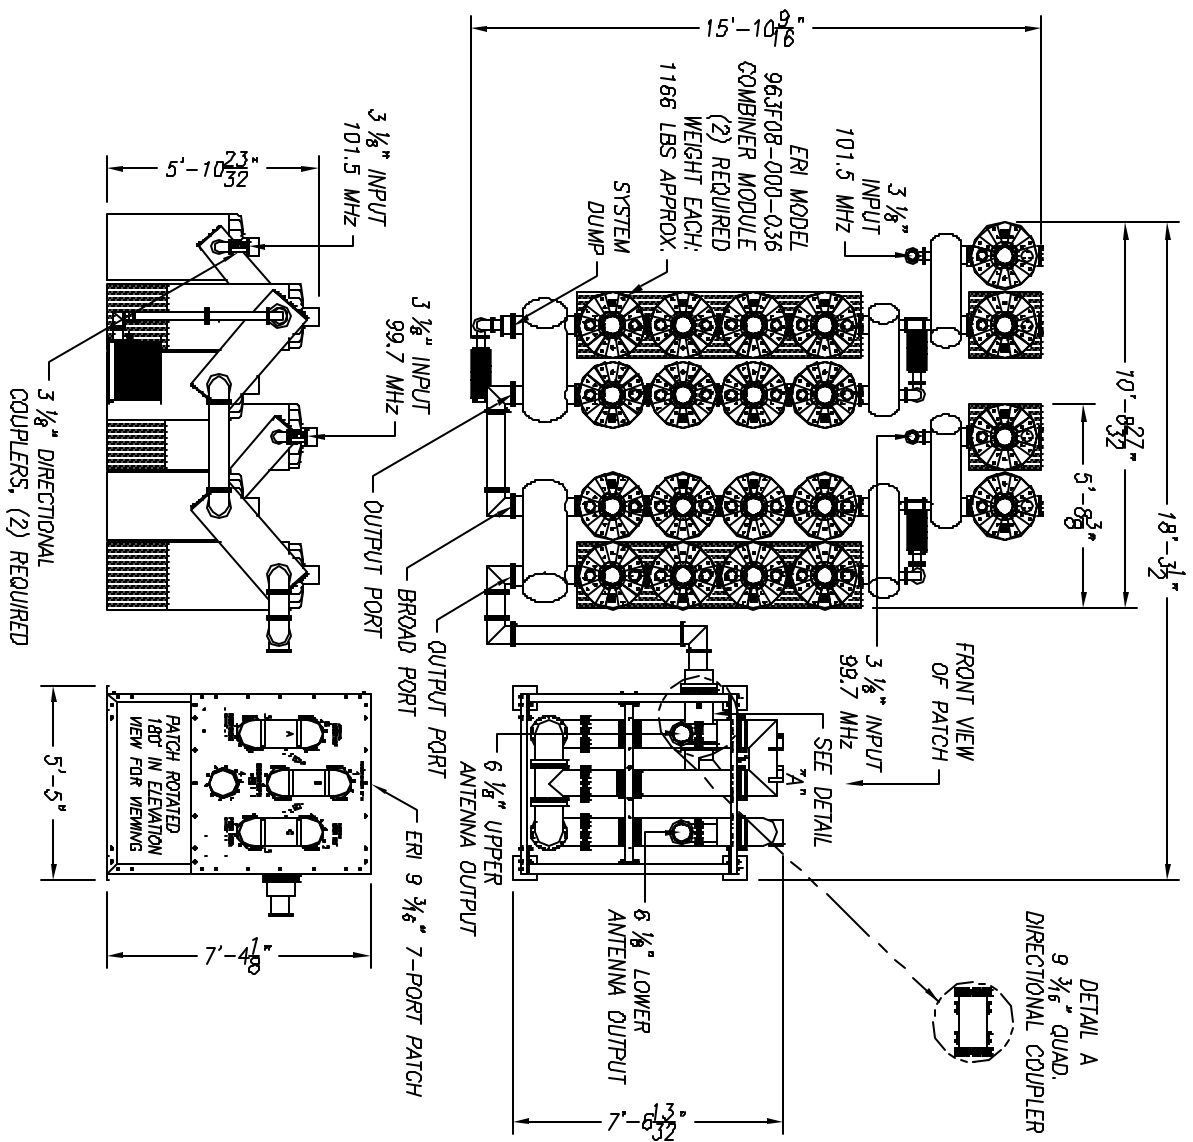 15'-10 9/16"
ERI MODEL
963F08-000-036
COMBINER MODULE
(2) REQUIRED
WEIGHT EACH:
1166 LBS APPROX.
3 1/8"
INPUT
101.5 MHz
SYSTEM
DUMP
3 1/8" INPUT
101.5 MHz
5'-10 23/32"
3 1/8" INPUT
99.7 MHz
3 1/8" DIRECTIONAL
COUPLERS, (2) REQUIRED
OUTPUT PORT
BROAD PORT
OUTPUT PORT
10'-8 27/32"
5'-8 3/8"
18'-3 1/2"
3 1/8" INPUT
99.7 MHz
FRONT VIEW
OF PATCH
SEE DETAIL
"A"
6 1/8" UPPER
ANTENNA OUTPUT
6 1/8" LOWER
ANTENNA OUTPUT
ERI 9 3/16" 7-PORT PATCH
PATCH ROTATED
180° IN ELEVATION
VIEW FOR VIEWING
A
B
C
5'-5"
7'-4 1/8"
7'-6 13/32"
DETAIL A
9 3/16" QUAD.
DIRECTIONAL COUPLER